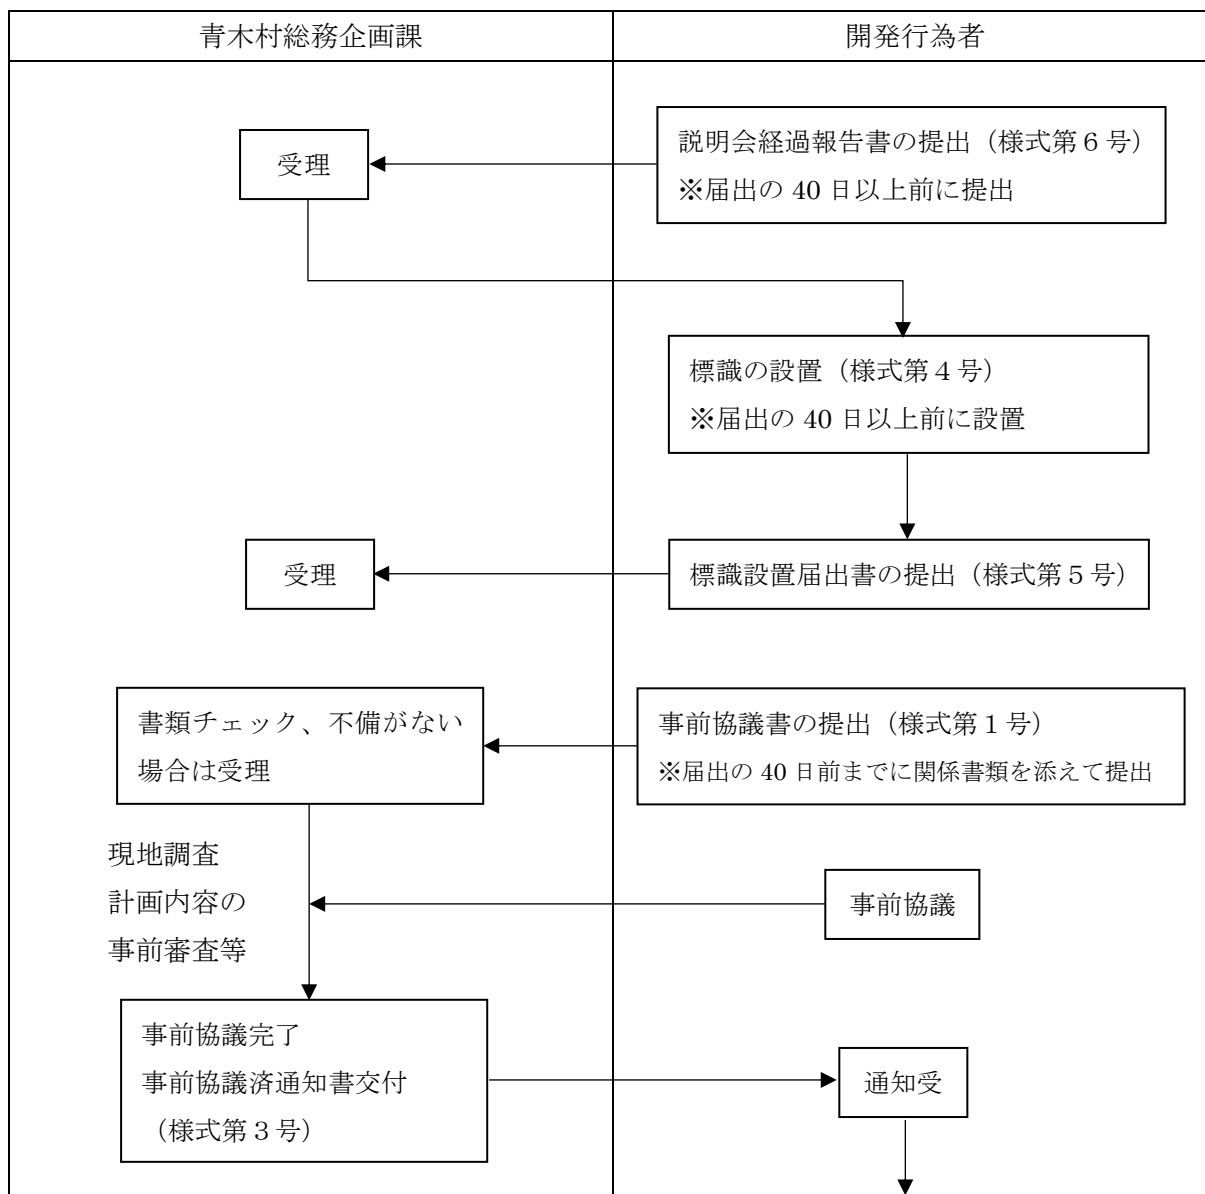 青木村総務企画課
開発行為者
説明会経過報告書の提出（様式第６号）
※届出の 40 日以上前に提出
受理
標識の設置（様式第４号）
※届出の 40 日以上前に設置
受理
標識設置届出書の提出（様式第５号）
書類チェック、不備がない
場合は受理
事前協議書の提出（様式第１号）
※届出の 40 日前までに関係書類を添えて提出
現地調査
計画内容の
事前審査等
事前協議
事前協議完了
事前協議済通知書交付
（様式第３号）
通知受